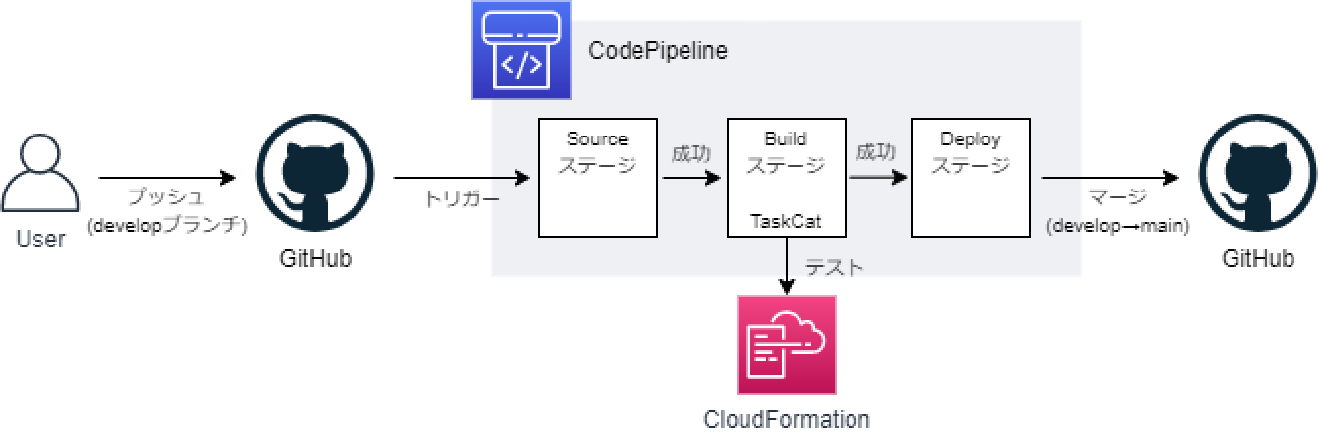 CodePipeline
Source
ステージ
成功
Build
ステージ
成功
Deploy
ステージ
プッシュ
(developブランチ)
トリガー
マージ
(develop→main)
TaskCat
User
GitHub
GitHub
テスト
CloudFormation